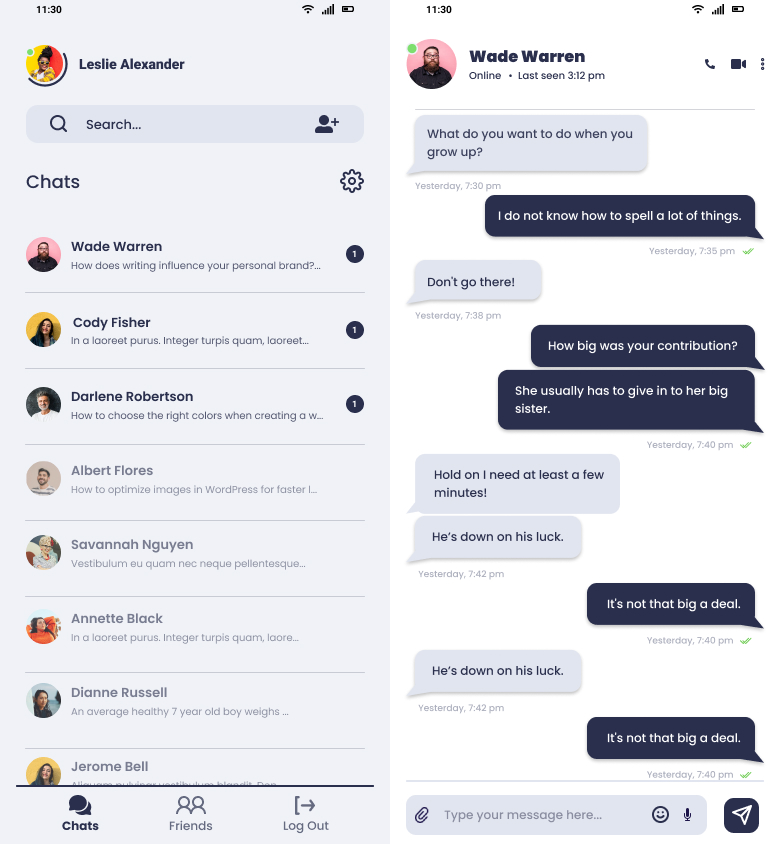 11:30
Leslie Alexander
Search...
Chats
Wade Warren
How does writing influence your personal brand?...
1
Cody Fisher
In a laoreet purus. Integer turpis quam, laoreet...
1
Darlene Robertson
How to choose the right colors when creating a w...
1
Albert Flores
How to optimize images in WordPress for faster l...
Savannah Nguyen
Vestibulum eu quam nec neque pellentesque...
Annette Black
In a laoreet purus. Integer turpis quam, laore...
Dianne Russell
An average healthy 7 year old boy weighs ...
Jerome Bell
Aliquam pulvinar vestibulum blandit. Don...
Chats
Friends
Log Out
11:30
Wade Warren
Online • Last seen 3:12 pm
What do you want to do when you
grow up?
Yesterday, 7:30 pm
I do not know how to spell a lot of things.
Yesterday, 7:35 pm
Don't go there!
Yesterday, 7:38 pm
How big was your contribution?
She usually has to give in to her big
sister.
Yesterday, 7:40 pm
Hold on I need at least a few
minutes!
He’s down on his luck.
Yesterday, 7:42 pm
It's not that big a deal.
Yesterday, 7:40 pm
He’s down on his luck.
Yesterday, 7:42 pm
It's not that big a deal.
Yesterday, 7:40 pm
Type your message here...